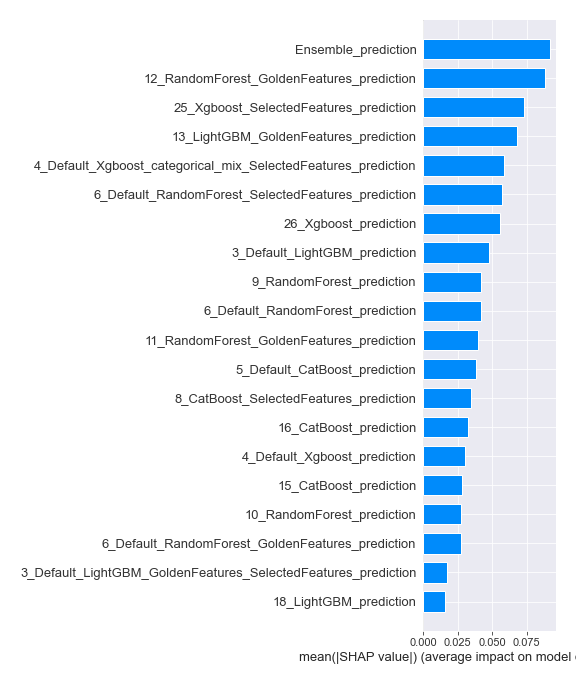 Ensemble_prediction
12_RandomForest_GoldenFeatures_prediction
25_Xgboost_SelectedFeatures_prediction
13_LightGBM_GoldenFeatures_prediction
4_Default_Xgboost_categorical_mix_SelectedFeatures_prediction
6_Default_RandomForest_SelectedFeatures_prediction
26_Xgboost_prediction
3_Default_LightGBM_prediction
9_RandomForest_prediction
6_Default_RandomForest_prediction
11_RandomForest_GoldenFeatures_prediction
5_Default_CatBoost_prediction
8_CatBoost_SelectedFeatures_prediction
16_CatBoost_prediction
4_Default_Xgboost_prediction
15_CatBoost_prediction
10_RandomForest_prediction
6_Default_RandomForest_GoldenFeatures_prediction
3_Default_LightGBM_GoldenFeatures_SelectedFeatures_prediction
18_LightGBM_prediction
0.000 0.025 0.050 0.075
mean(|SHAP value|) (average impact on model